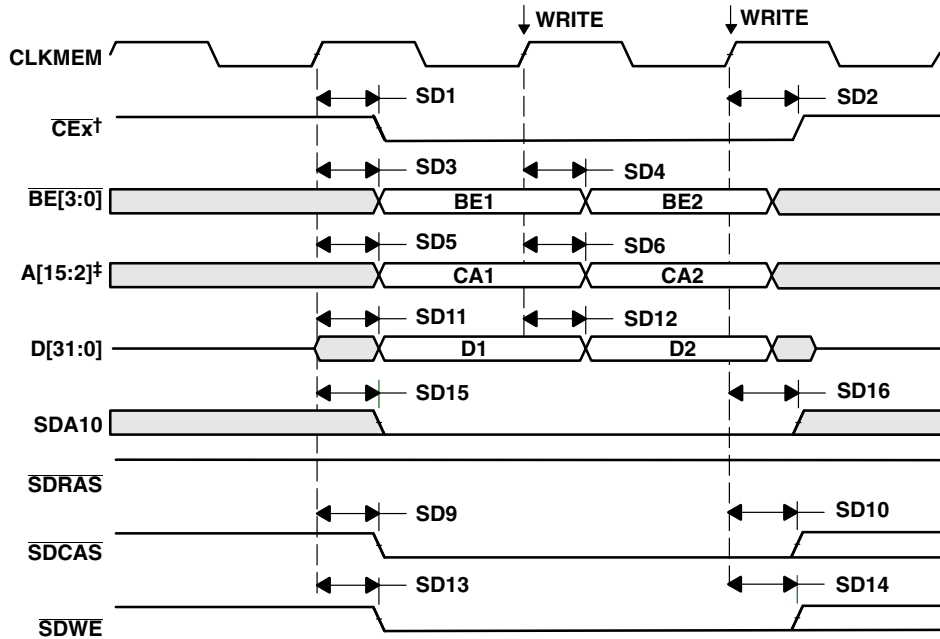 WRITE WRITE
CLKMEM
SD1 SD2
CEx†
SD3 SD4
BE[3:0] BE1 BE2
SD5 SD6
A[15:2]‡ CA1 CA2
SD11 SD12
D[31:0] D1 D2
SD15 SD16
SDA10
SDRAS
SD9 SD10
SDCAS
SD13 SD14
SDWE